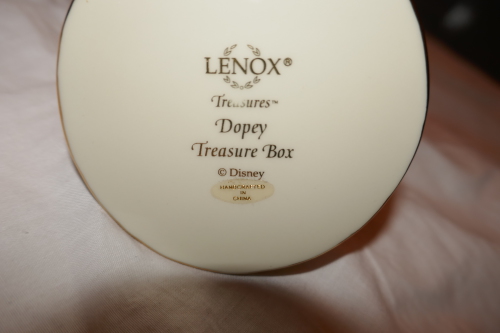 LENOX®
Treasures™
Dopey
Treasure Box
© Disney
HANDCRAFTED
IN
CHINA